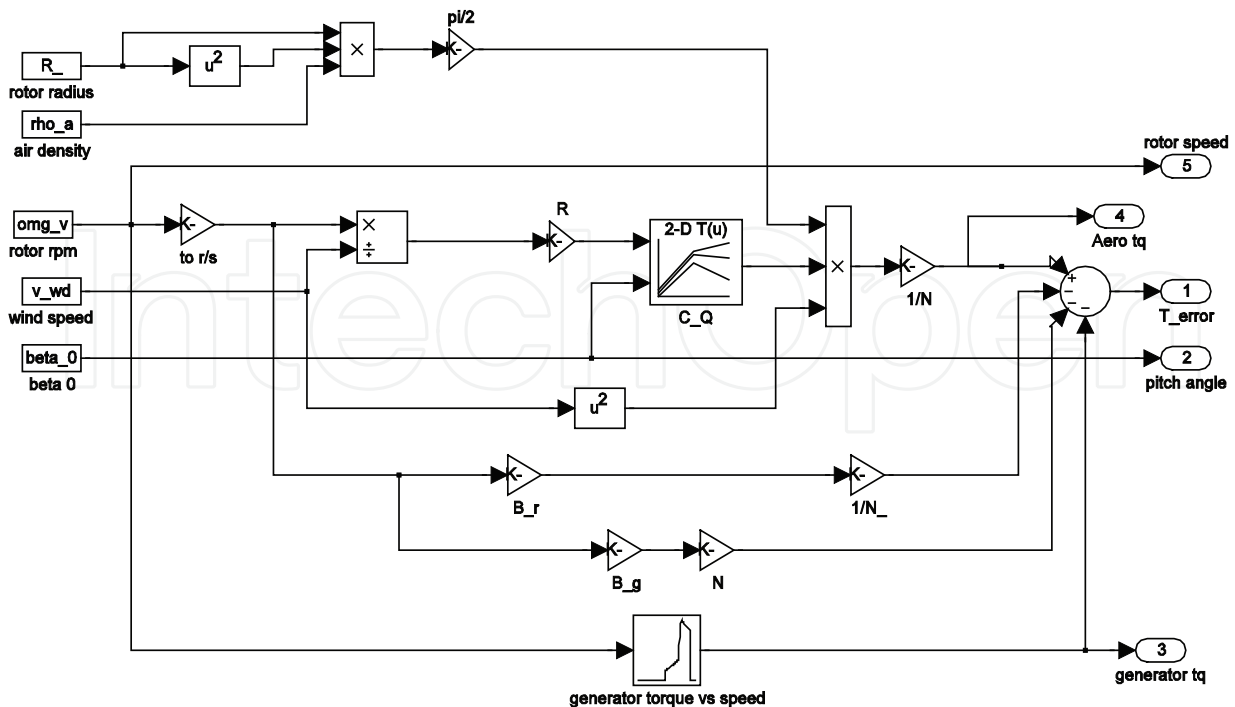 pi/2
K-
×
R_
u2
rotor radius
rho_a
air density
rotor speed
5
omg_v
K-
×
÷
R
K-
2-D T(u)
4
Aero tq
rotor rpm
to r/s
×
K-
1/N
+
−
−
−
1
T_error
v_wd
wind speed
C_Q
beta_0
beta 0
2
pitch angle
IntechOpen
u2
K-
B_r
K-
1/N_
K-
B_g
K-
N
3
generator tq
generator torque vs speed